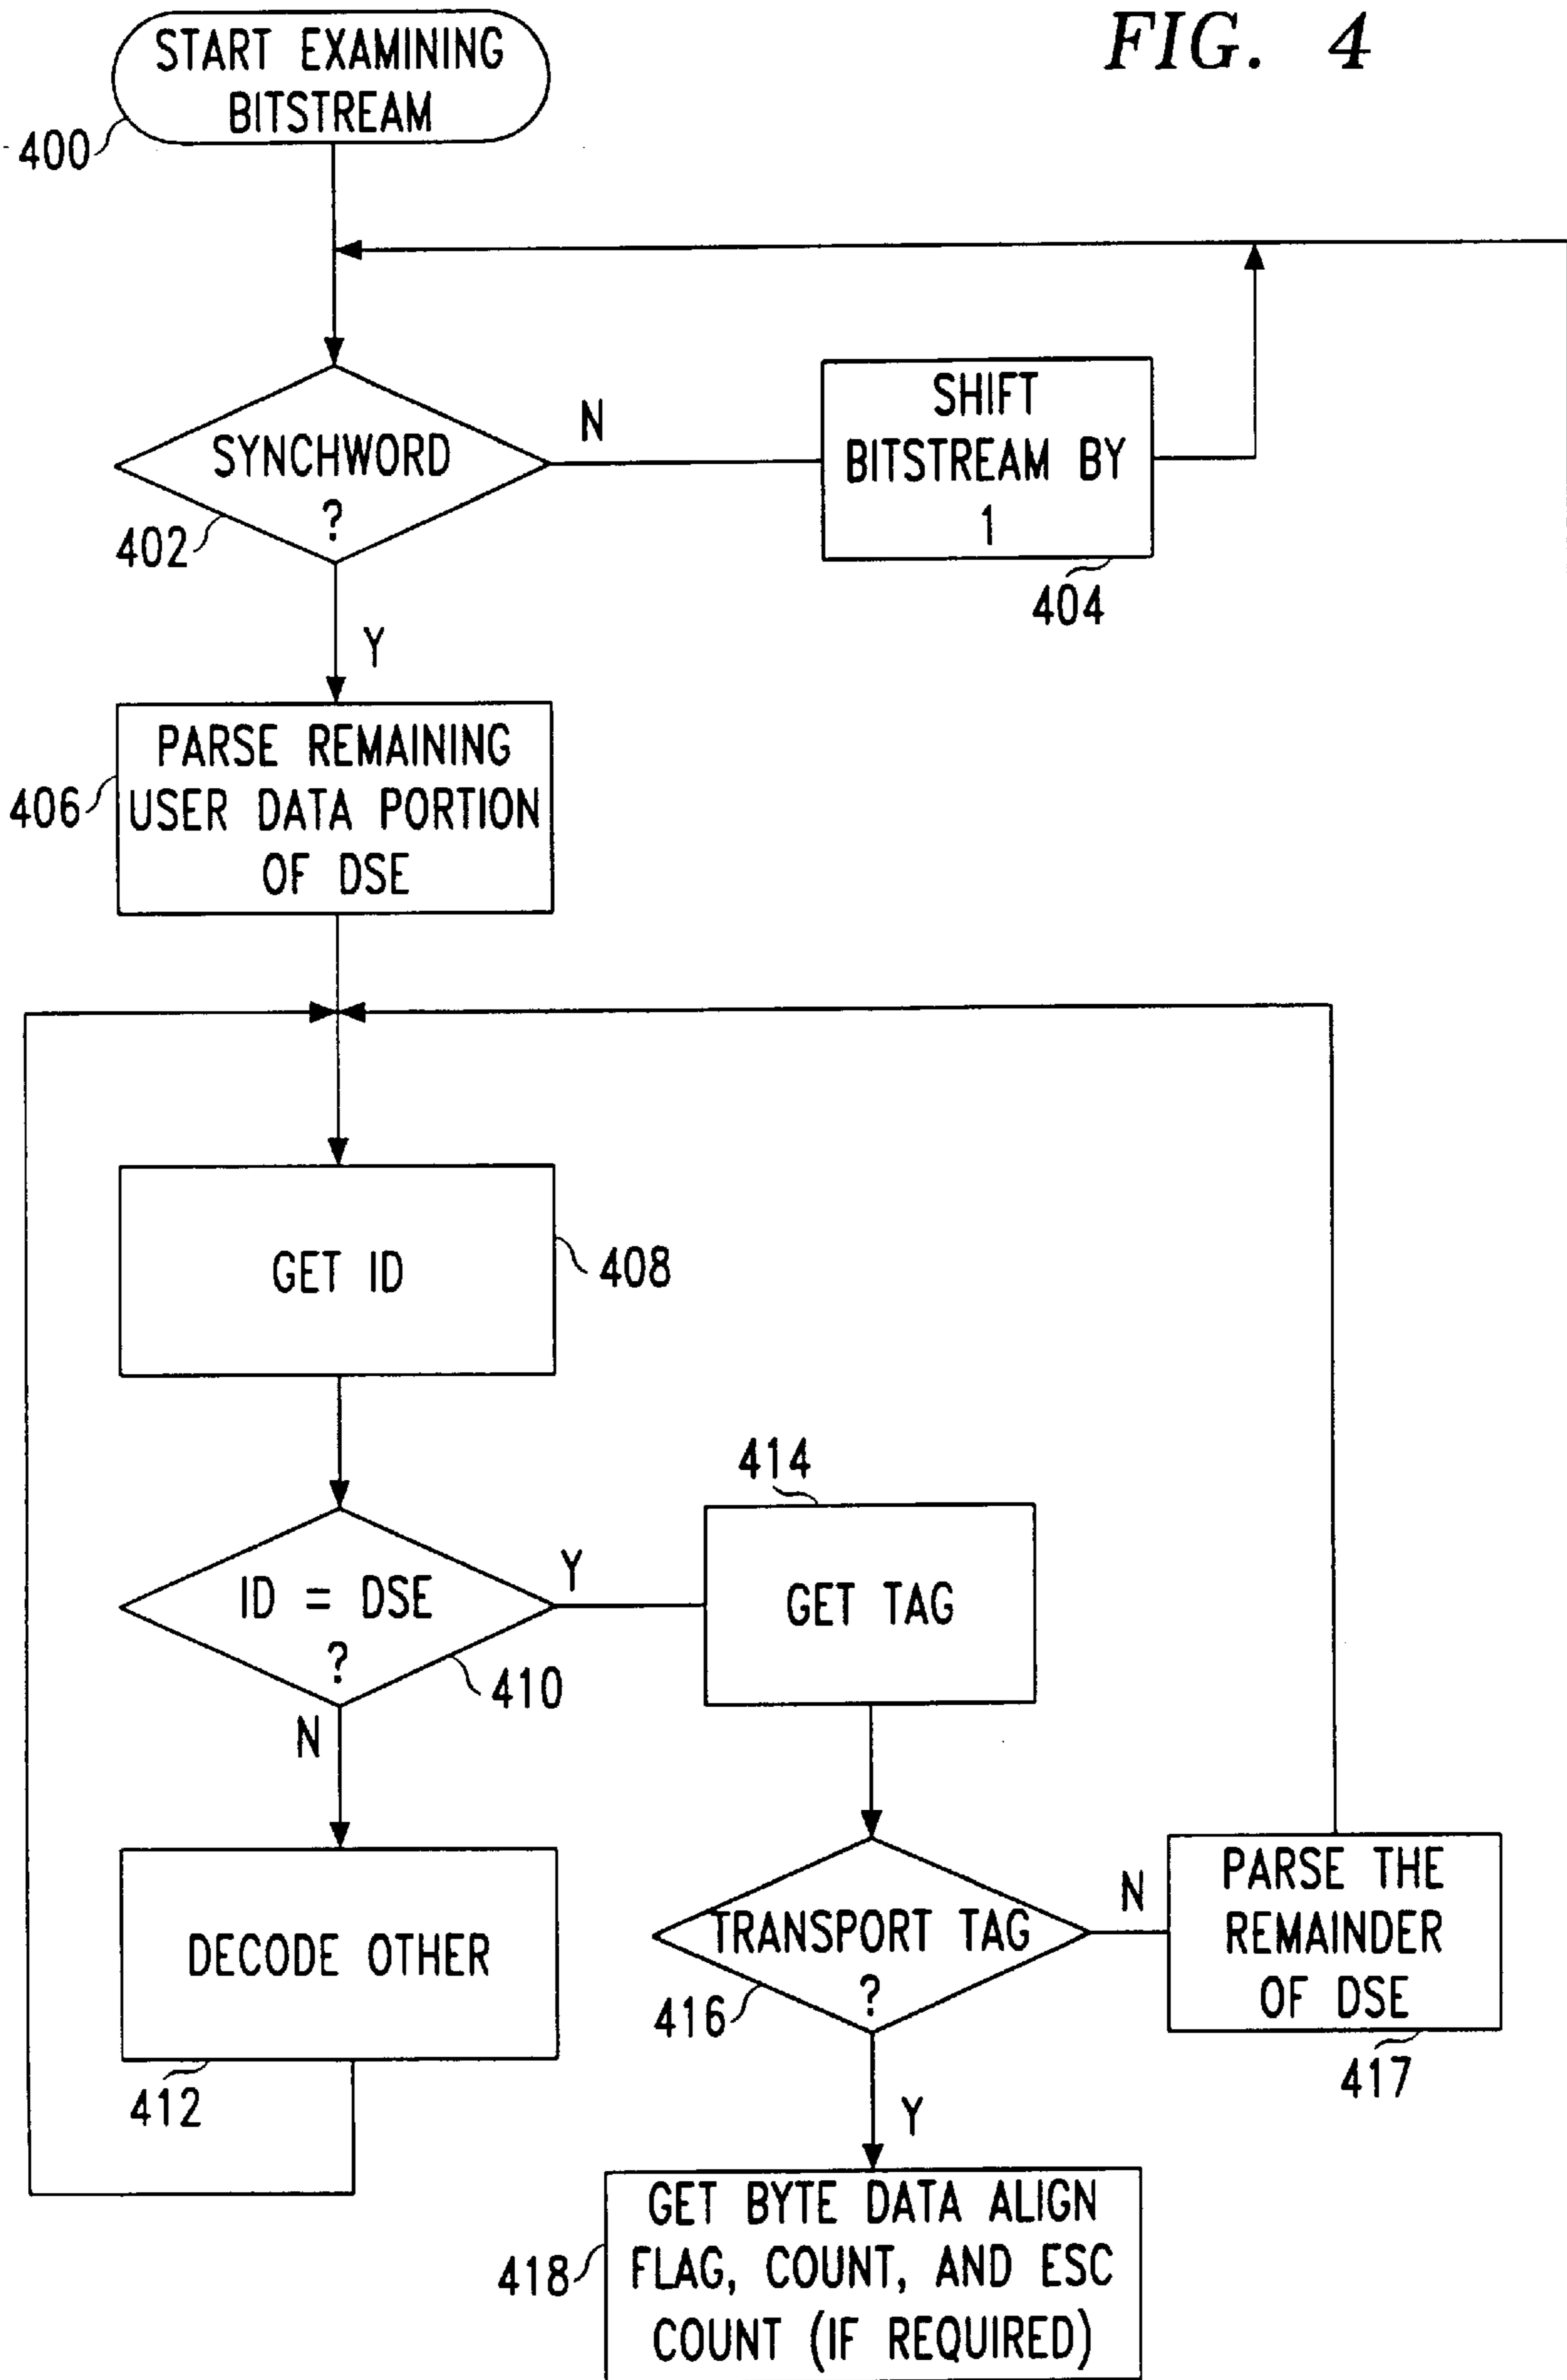 FIG. 4
START EXAMINING
BITSTREAM
400
SYNCHWORD
?
402
N
SHIFT
BITSTREAM BY
1
404
Y
PARSE REMAINING
USER DATA PORTION
OF DSE
406
GET ID
408
ID = DSE
?
410
Y
414
GET TAG
N
DECODE OTHER
412
TRANSPORT TAG
?
416
N
PARSE THE
REMAINDER
OF DSE
417
Y
GET BYTE DATA ALIGN
FLAG, COUNT, AND ESC
COUNT (IF REQUIRED)
418